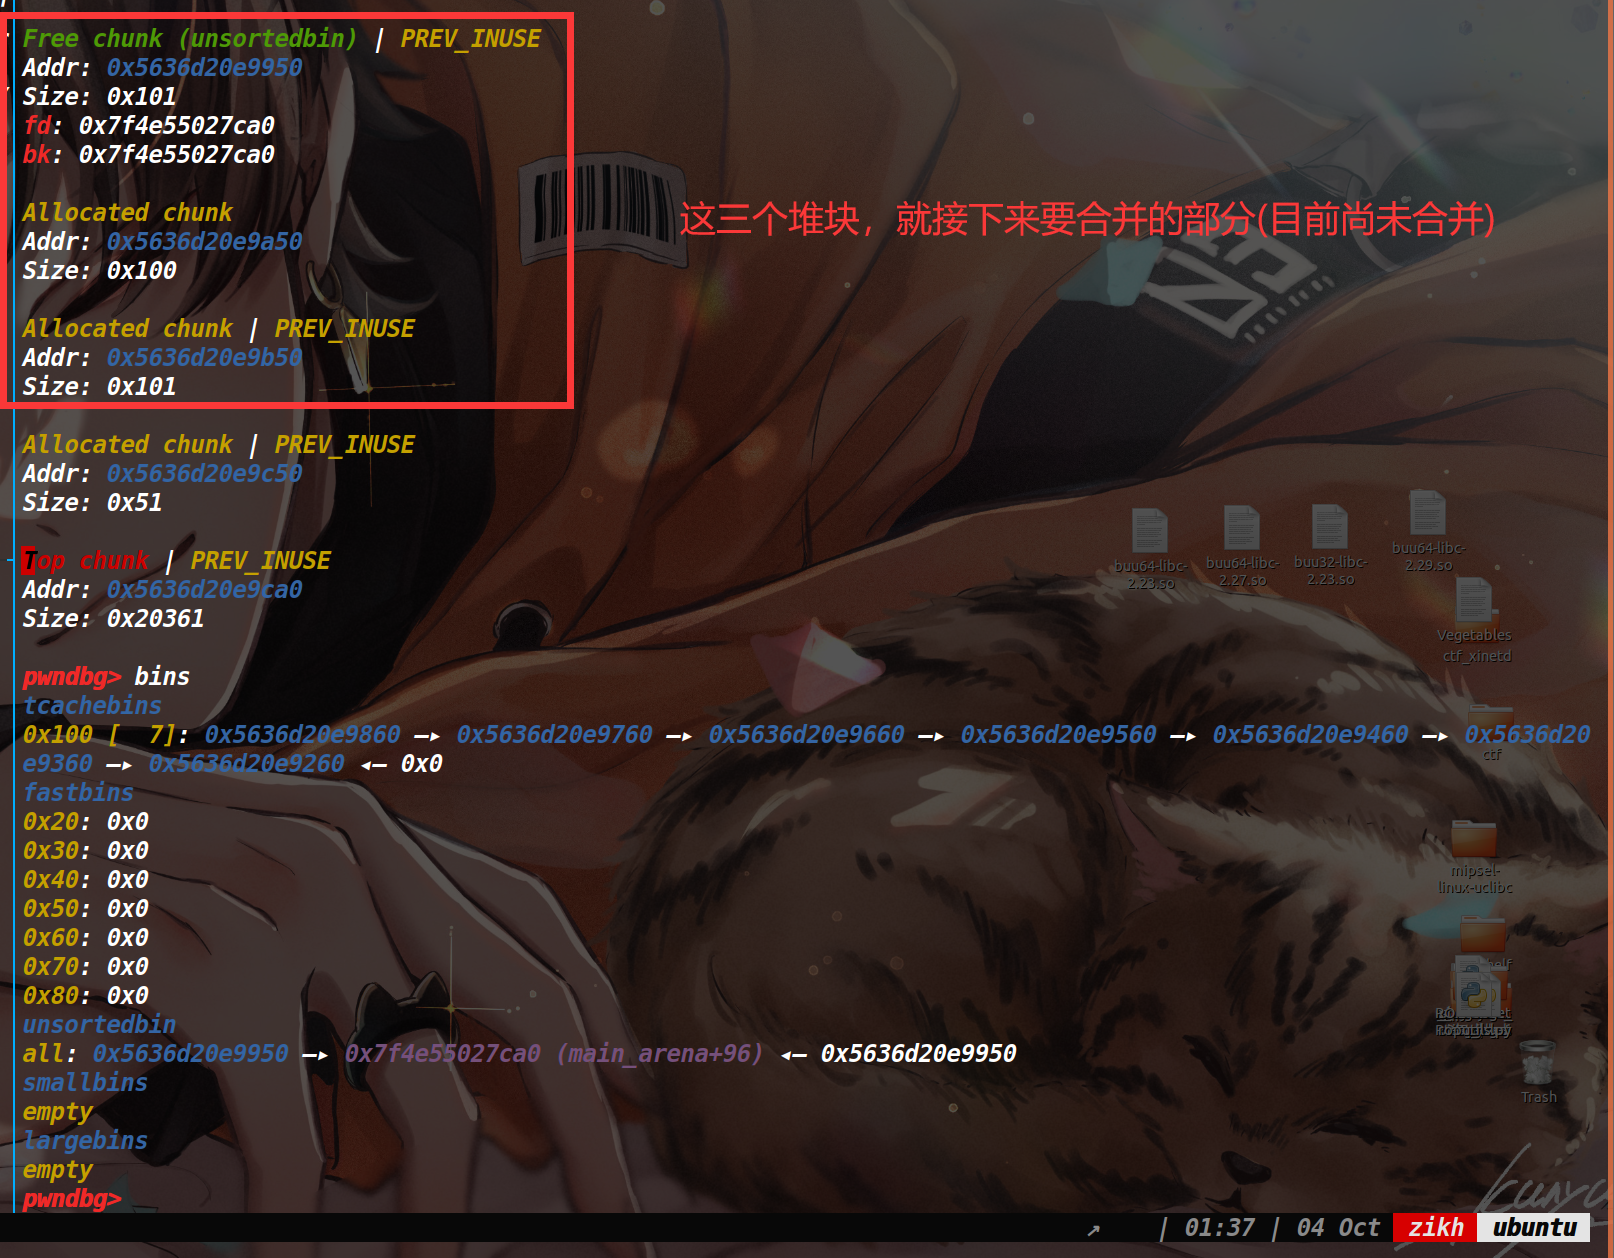 Free chunk (unsortedbin) | PREV_INUSE
Addr: 0x5636d20e9950
Size: 0x101
fd: 0x7f4e55027ca0
bk: 0x7f4e55027ca0
Allocated chunk
Addr: 0x5636d20e9a50
Size: 0x100
这三个堆块，就接下来要合并的部分(目前尚未合并)
Allocated chunk | PREV_INUSE
Addr: 0x5636d20e9b50
Size: 0x101
Allocated chunk | PREV_INUSE
Addr: 0x5636d20e9c50
Size: 0x51
Top chunk | PREV_INUSE
Addr: 0x5636d20e9ca0
Size: 0x20361
pwndbg> bins
tcachebins
0x100 [  7]: 0x5636d20e9860 —▸ 0x5636d20e9760 —▸ 0x5636d20e9660 —▸ 0x5636d20e9560 —▸ 0x5636d20e9460 —▸ 0x5636d20
e9360 —▸ 0x5636d20e9260 ◂— 0x0
fastbins
0x20: 0x0
0x30: 0x0
0x40: 0x0
0x50: 0x0
0x60: 0x0
0x70: 0x0
0x80: 0x0
unsortedbin
all: 0x5636d20e9950 —▸ 0x7f4e55027ca0 (main_arena+96) ◂— 0x5636d20e9950
smallbins
empty
largebins
empty
pwndbg>
buu64-libc-
2.23.so
buu64-libc-
2.27.so
buu32-libc-
2.23.so
buu64-libc-
2.29.so
Vegetables
ctf_xinetd
ctf
mipsel-
linux-uclibc
Trash
↗ | 01:37 | 04 Oct zikh ubuntu